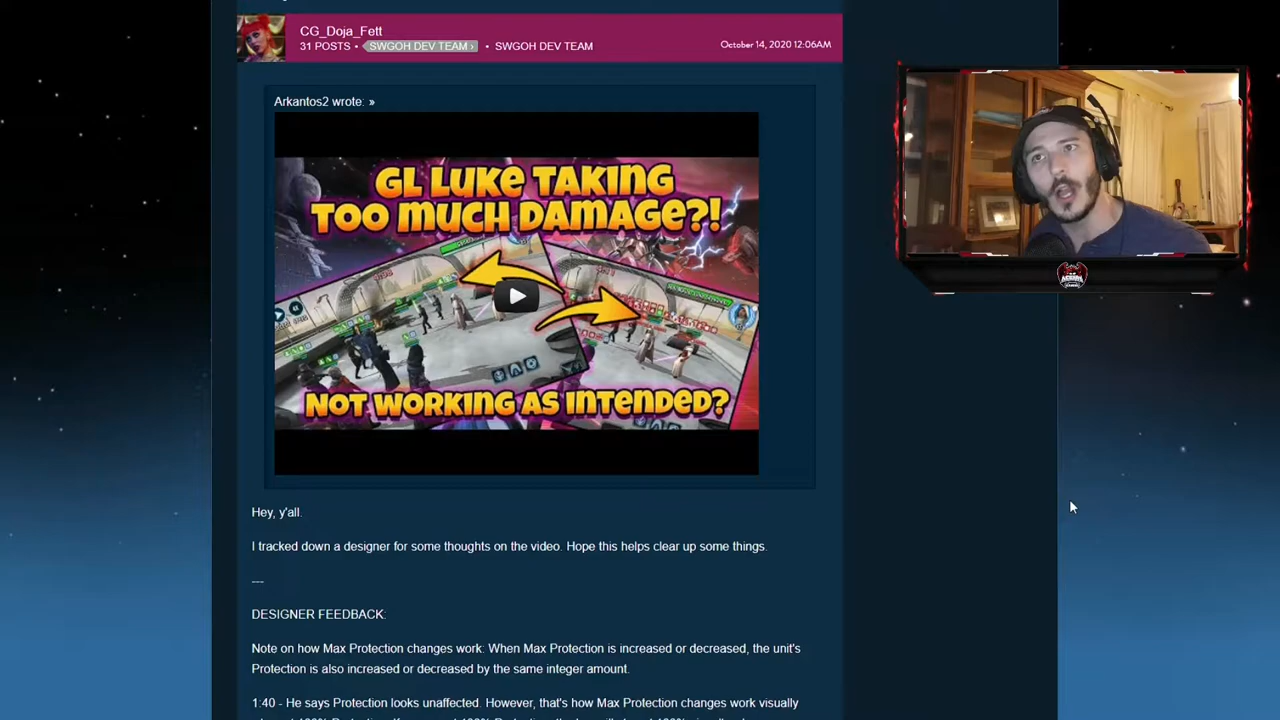 CG_Doja_Fett
31 POSTS • SWGOH DEV TEAM › • SWGOH DEV TEAM
October 14, 2020 12:06AM
Arkantos2 wrote: »
GL LUKE TAKING
TOO MUCH DAMAGE?!
NOT WORKING AS INTENDED?
Hey, y'all.
I tracked down a designer for some thoughts on the video. Hope this helps clear up some things.
---
DESIGNER FEEDBACK:
Note on how Max Protection changes work: When Max Protection is increased or decreased, the unit's
Protection is also increased or decreased by the same integer amount.
1:40 - He says Protection looks unaffected. However, that's how Max Protection changes work visually